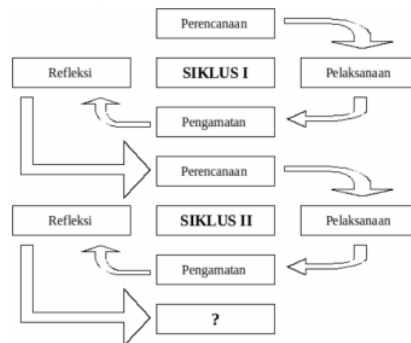 Perencanaan
Refleksi
SIKLUS I
Pelaksanaan
Pengamatan
Perencanaan
Refleksi
SIKLUS II
Pelaksanaan
Pengamatan
?